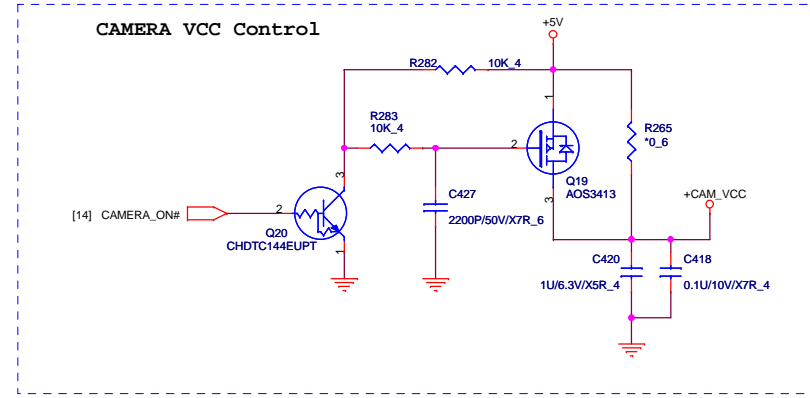 CAMERA VCC Control
+5V
R282
10K_4
R283
10K_4
1
R265
*0_6
2
Q19
AOS3413
3
3
C427
2200P/50V/X7R_6
+CAM_VCC
[14] CAMERA_ON#
2
Q20
CHDTC144EUPT
1
C420
1U/6.3V/X5R_4
C418
0.1U/10V/X7R_4